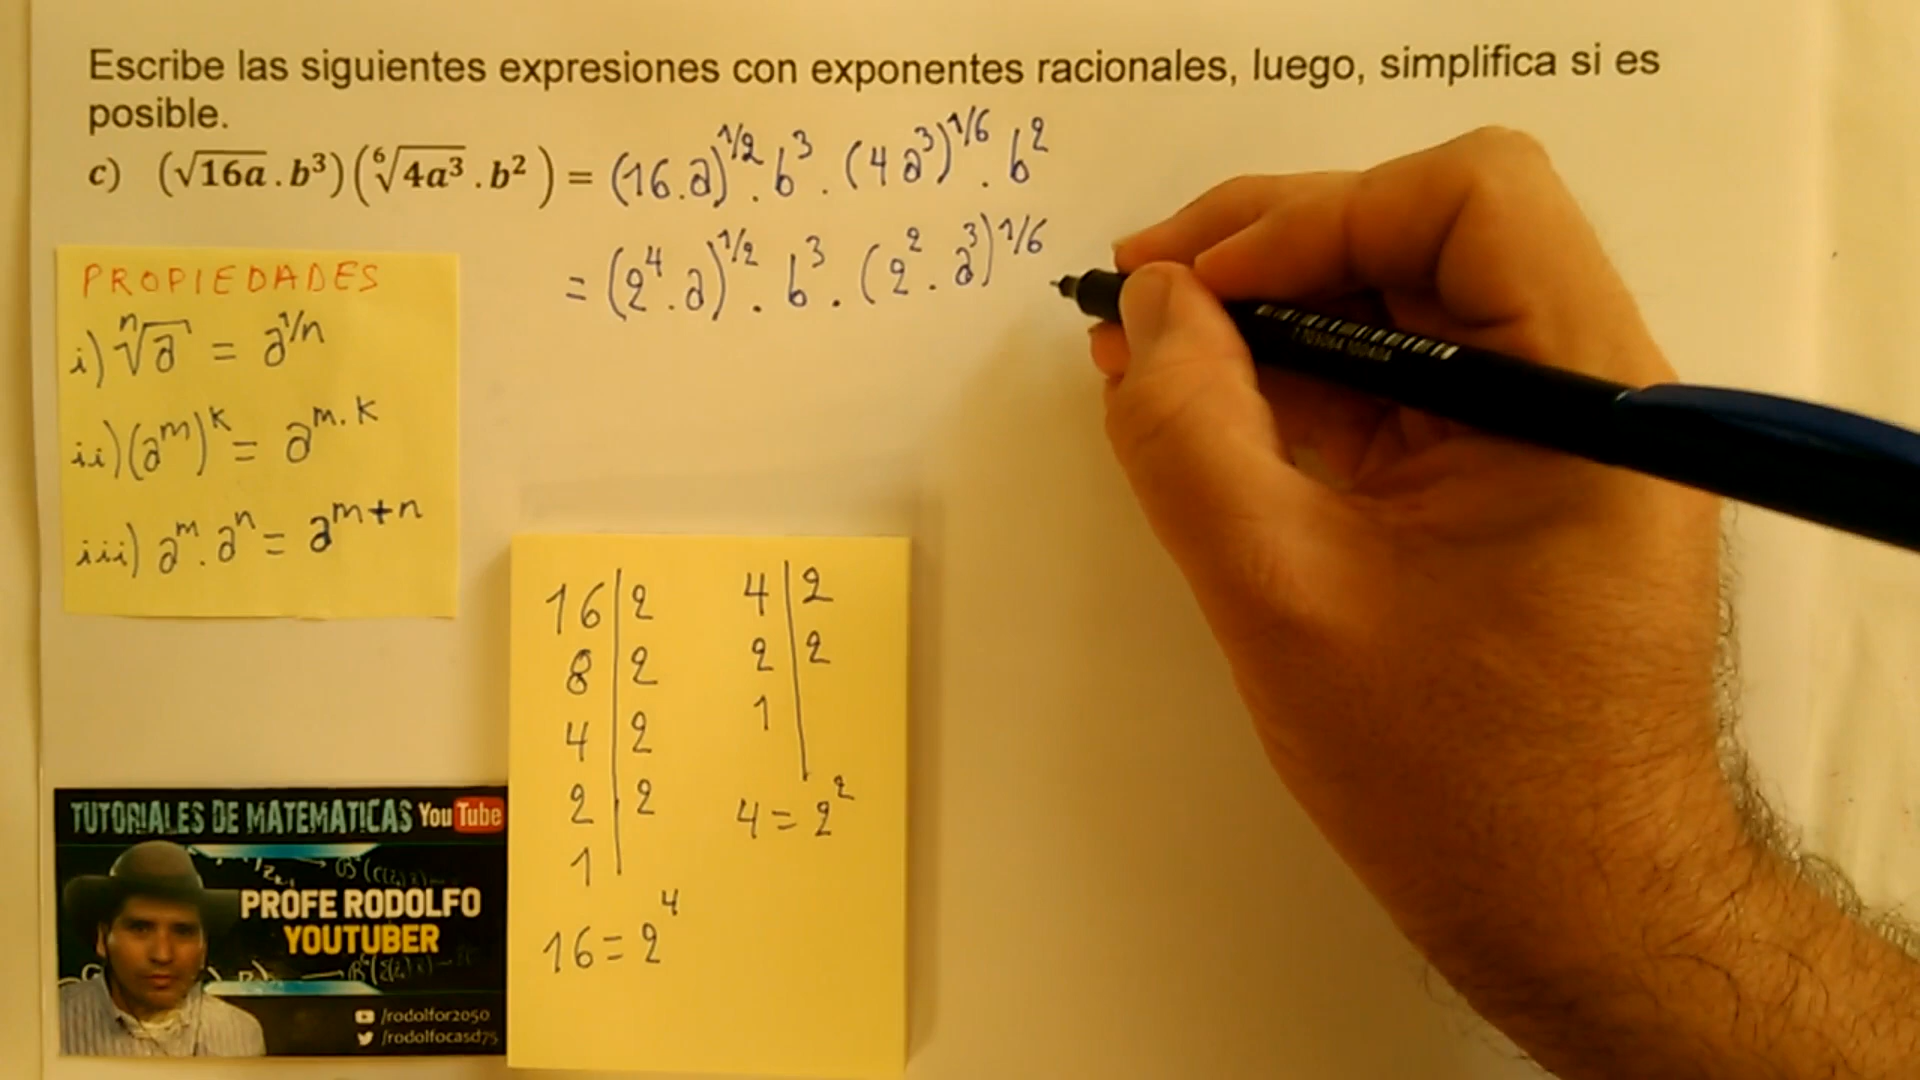 Escribe las siguientes expresiones con exponentes racionales, luego, simplifica si es
posible.
c) (√16a . b³)(⁶√4a³ . b²) = (16.a)^1/2 . b³ . (4a³)^1/6 . b²
= (2⁴.a)^1/2 . b³ . (2².a³)^1/6
PROPIEDADES
i) ⁿ√a = a^1/n
ii) (a^m)^k = a^m.k
iii) a^m . a^n = a^m+n
16 | 2
8 | 2
4 | 2
2 | 2
1
16 = 2⁴
4 | 2
2 | 2
1
4 = 2²
TUTORIALES DE MATEMATICAS YouTube
PROFE RODOLFO
YOUTUBER
/rodolfor2050
/rodolfocasd75